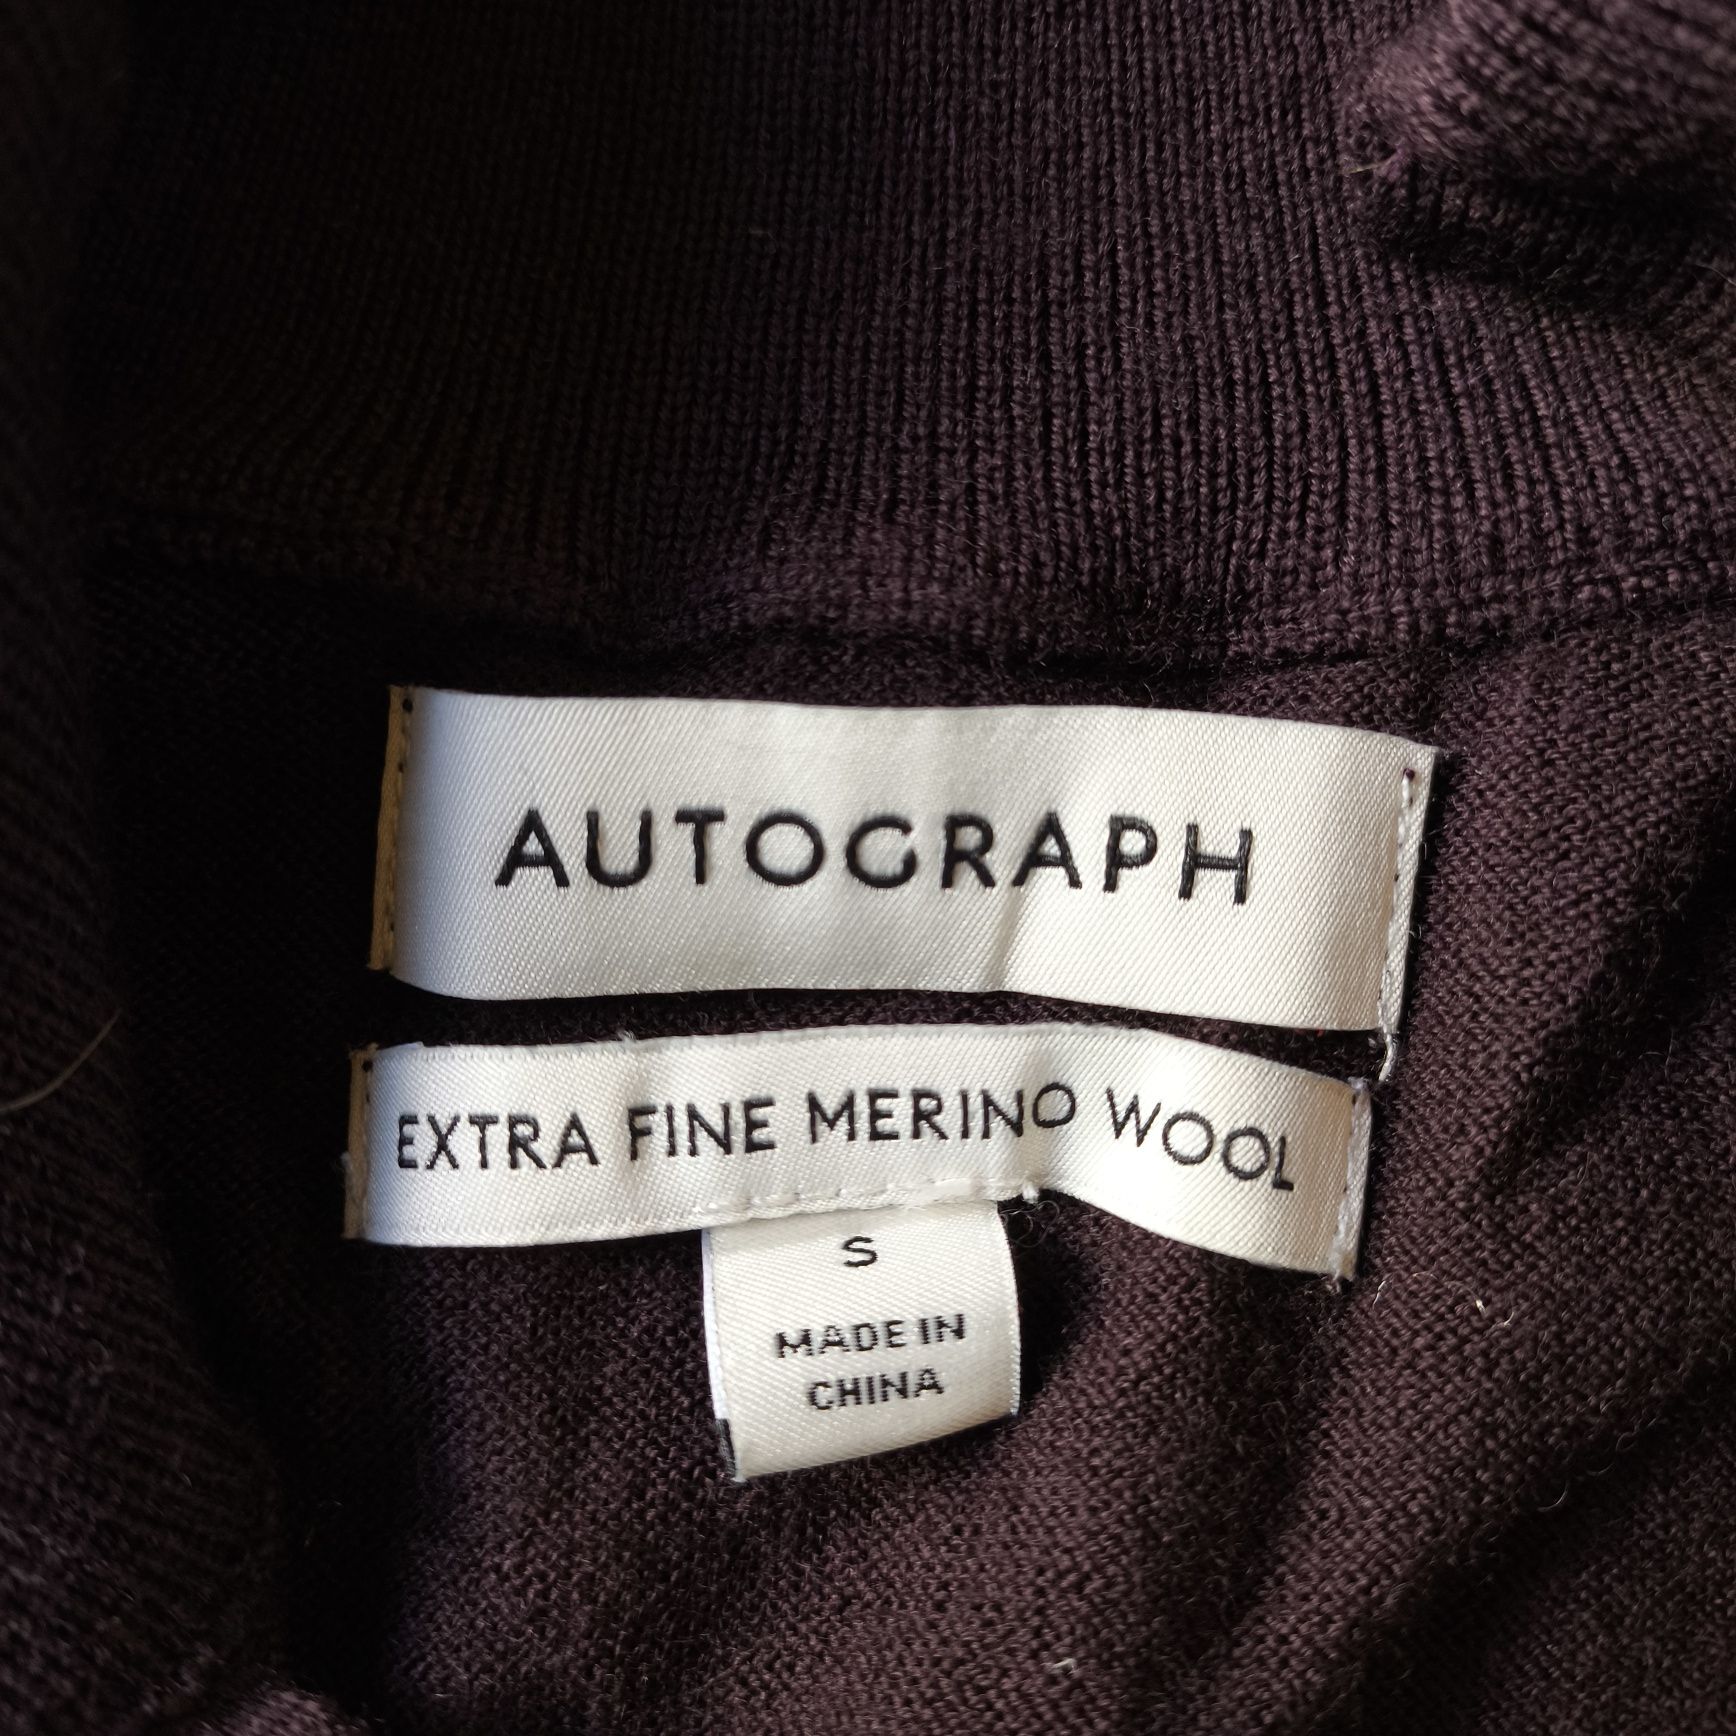 AUTOGRAPH
EXTRA FINE MERINO WOOL
S
MADE IN
CHINA